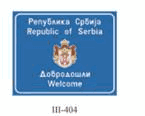 Република Србија
Republic of Serbia
Добродошли
Welcome
III-404